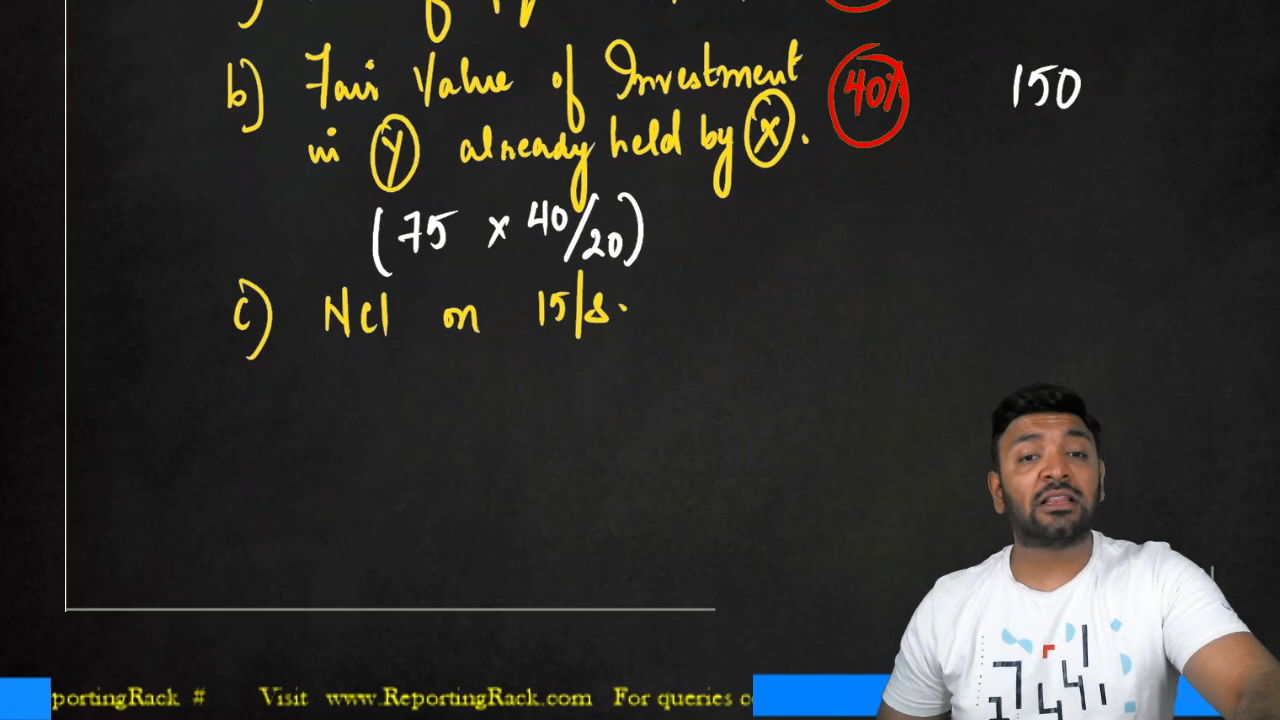 b) Fair Value of Investment 40% 150
in Y already held by X.
(75 x 40/20)
c) NCI on 15/8.
portingRack # Visit www.ReportingRack.com For queries